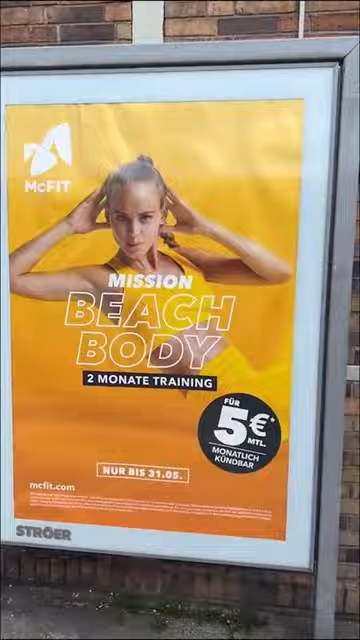 McFIT
MISSION
BEACH
BODY
2 MONATE TRAINING
FÜR
5€*
MTL.
MONATLICH
KÜNDBAR
NUR BIS 31.05.
mcfit.com
STRÖER